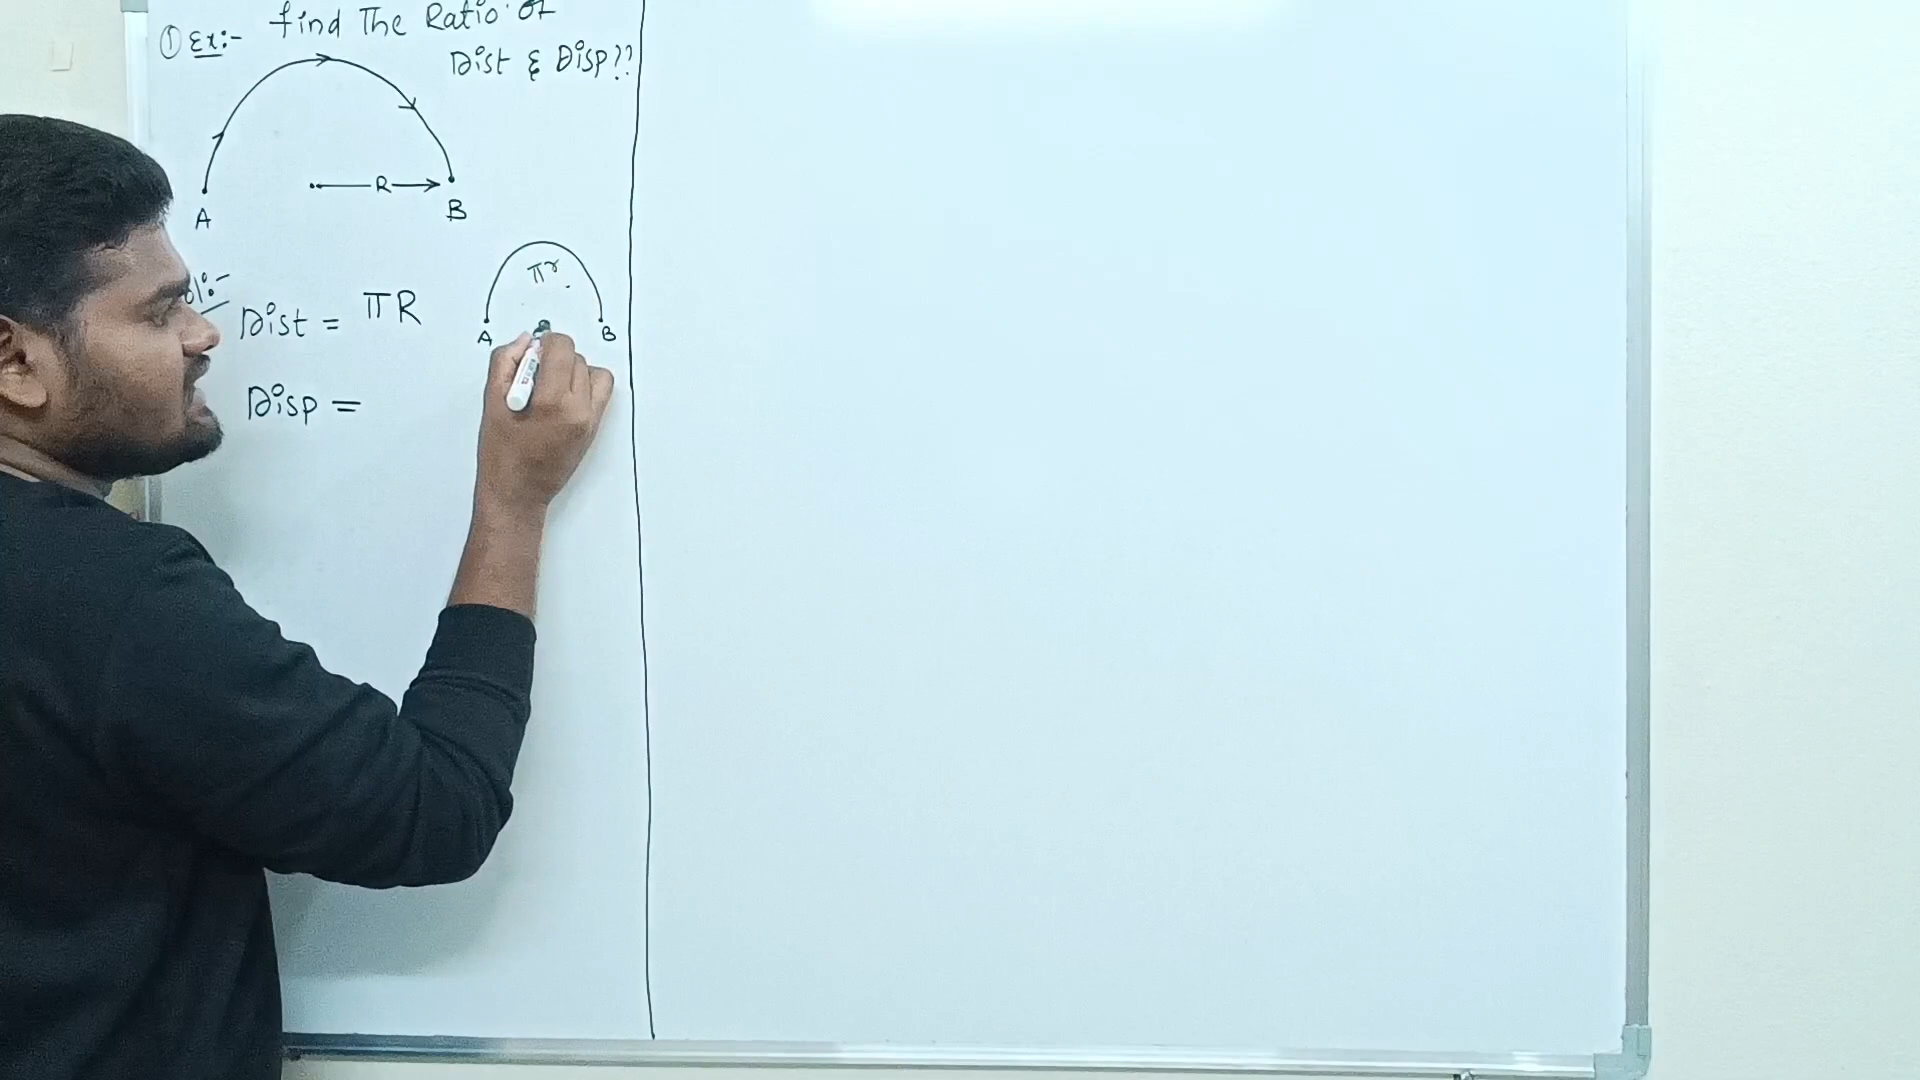 ① Ex:- find The Ratio of
Dist & Disp??
R
A
B
Dist = πR
πr
A
B
Disp =